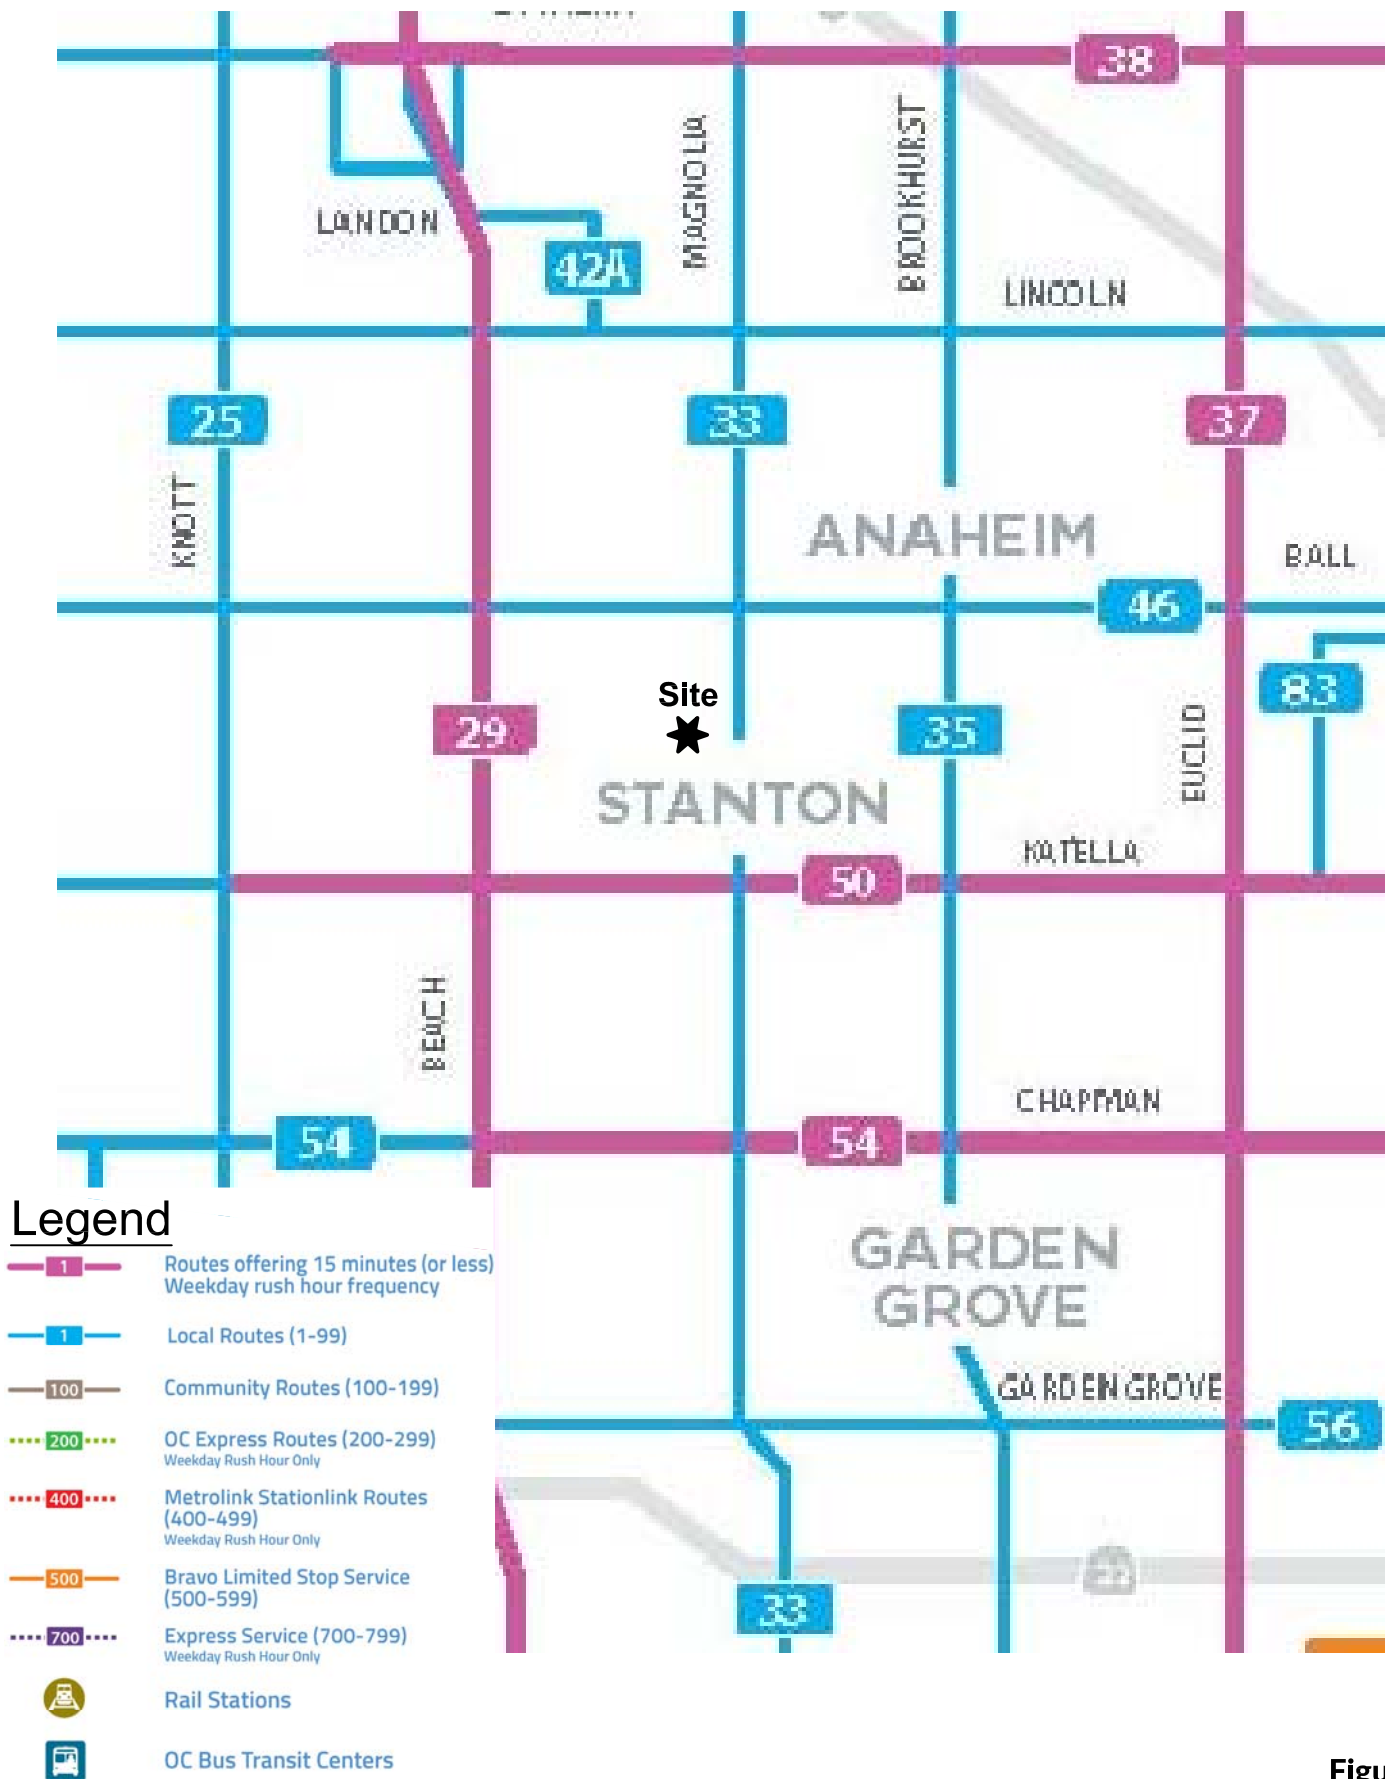 38
MAGNOLIA
BROOKHURST
LANDON
42A
LINCOLN
25
33
37
KNOTT
ANAHEIM
BALL
46
Site
83
29
35
EUCLID
STANTON
KATELLA
50
BEACH
CHAPMAN
54
54
Legend
GARDEN
GROVE
1 Routes offering 15 minutes (or less)
Weekday rush hour frequency
1 Local Routes (1-99)
100 Community Routes (100-199)
GARDEN GROVE
56
200 OC Express Routes (200-299)
Weekday Rush Hour Only
400 Metrolink Stationlink Routes
(400-499)
Weekday Rush Hour Only
500 Bravo Limited Stop Service
(500-599)
33
700 Express Service (700-799)
Weekday Rush Hour Only
Rail Stations
OC Bus Transit Centers
Figu